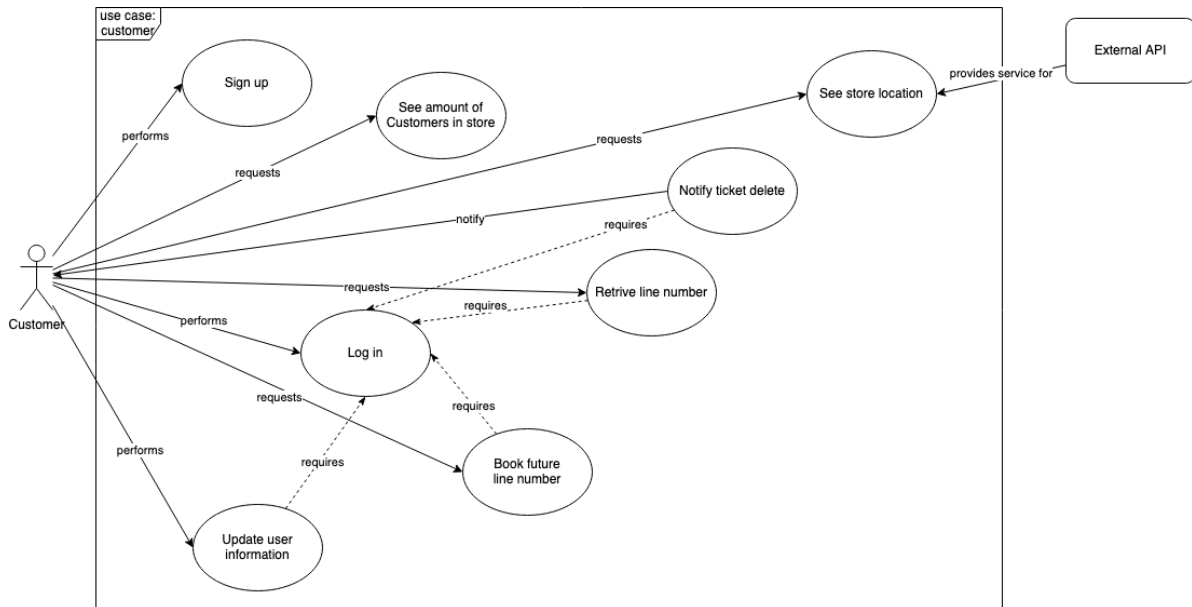 use case:
customer
External API
Sign up
See store location
provides service for
See amount of
Customers in store
performs
requests
requests
Notify ticket delete
notify
requires
Customer
requests
Retrive line number
requires
performs
Log in
requests
requires
performs
requires
Book future
line number
Update user
information